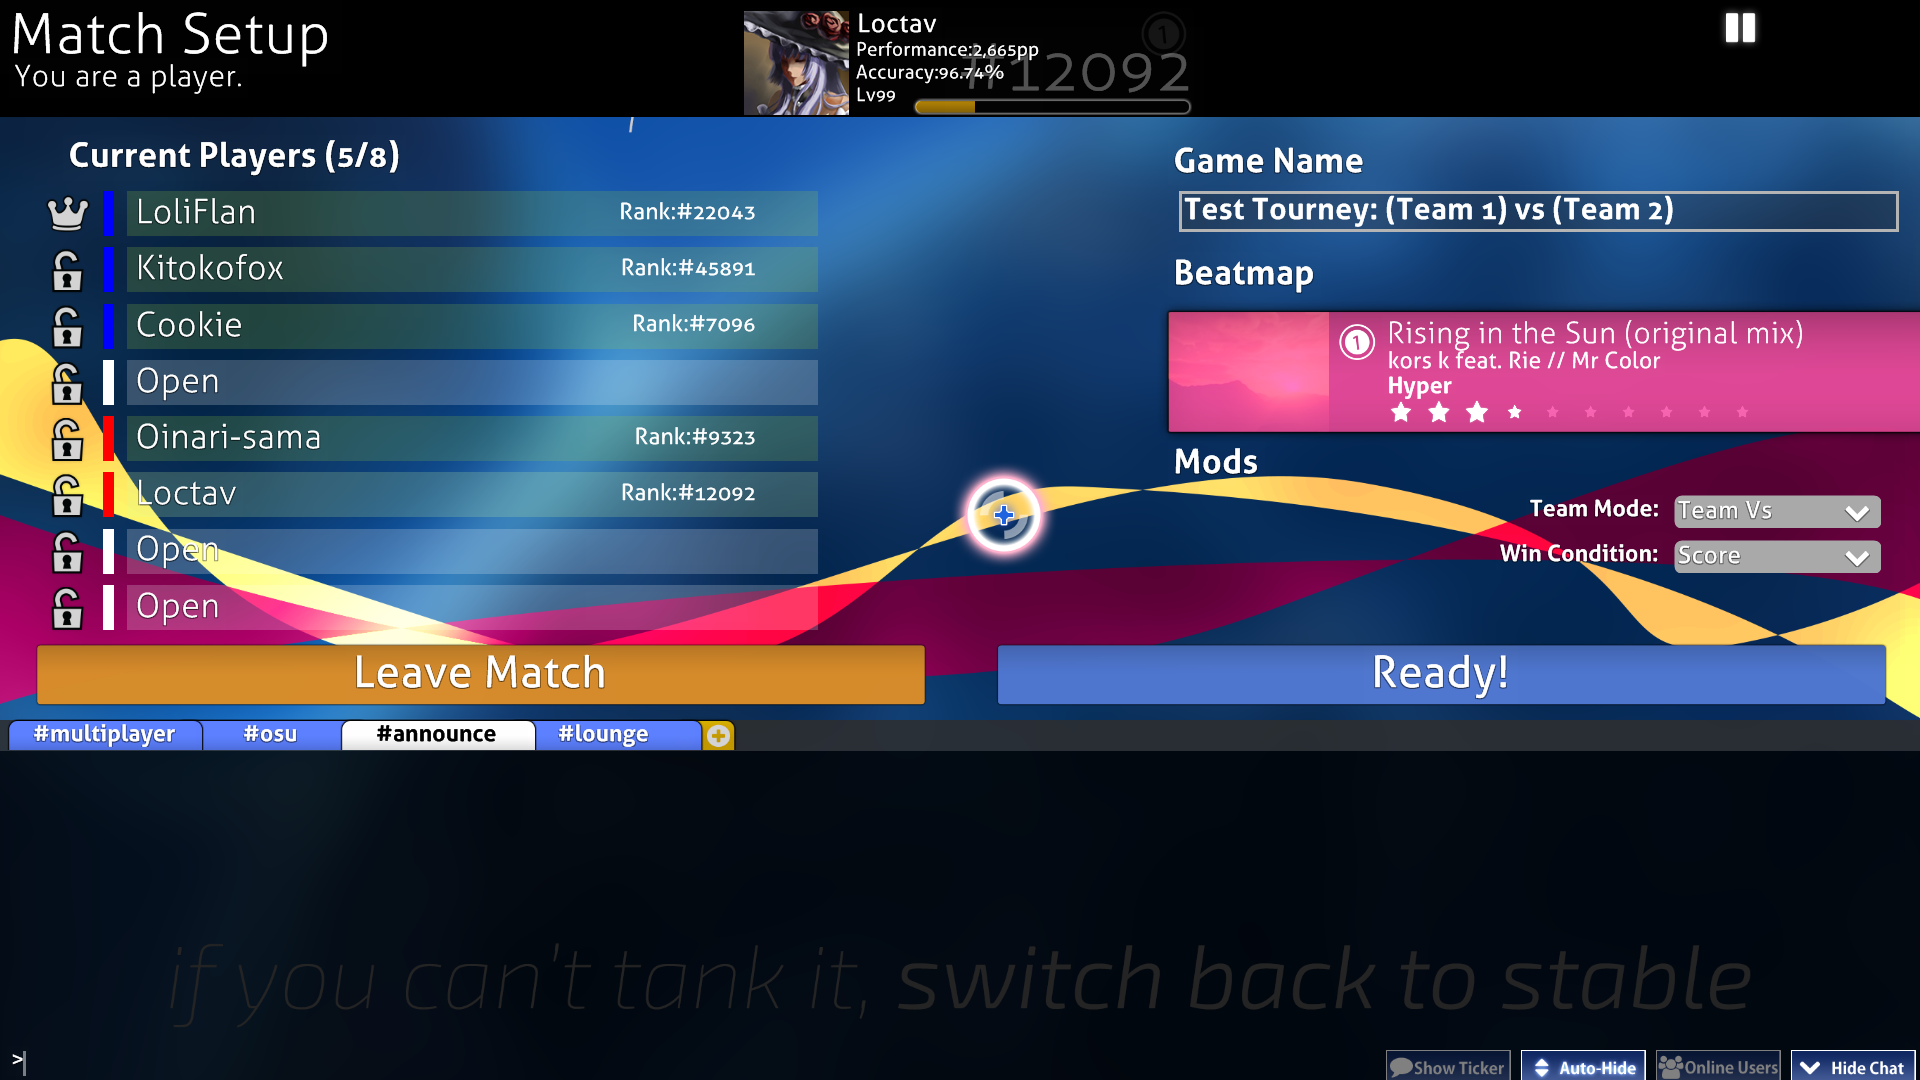 Match Setup
You are a player.
Loctav
Performance:2,665pp
Accuracy:96.74%
Lv99
#12092
1
Current Players (5/8)
LoliFlan Rank:#22043
Kitokofox Rank:#45891
Cookie Rank:#7096
Open
Oinari-sama Rank:#9323
Loctav Rank:#12092
Open
Open
Game Name
Test Tourney: (Team 1) vs (Team 2)
Beatmap
1
Rising in the Sun (original mix)
kors k feat. Rie // Mr Color
Hyper
Mods
Team Mode: Team Vs
Win Condition: Score
Leave Match
Ready!
#multiplayer #osu #announce #lounge
if you can't tank it, switch back to stable
>|
Show Ticker Auto-Hide Online Users Hide Chat